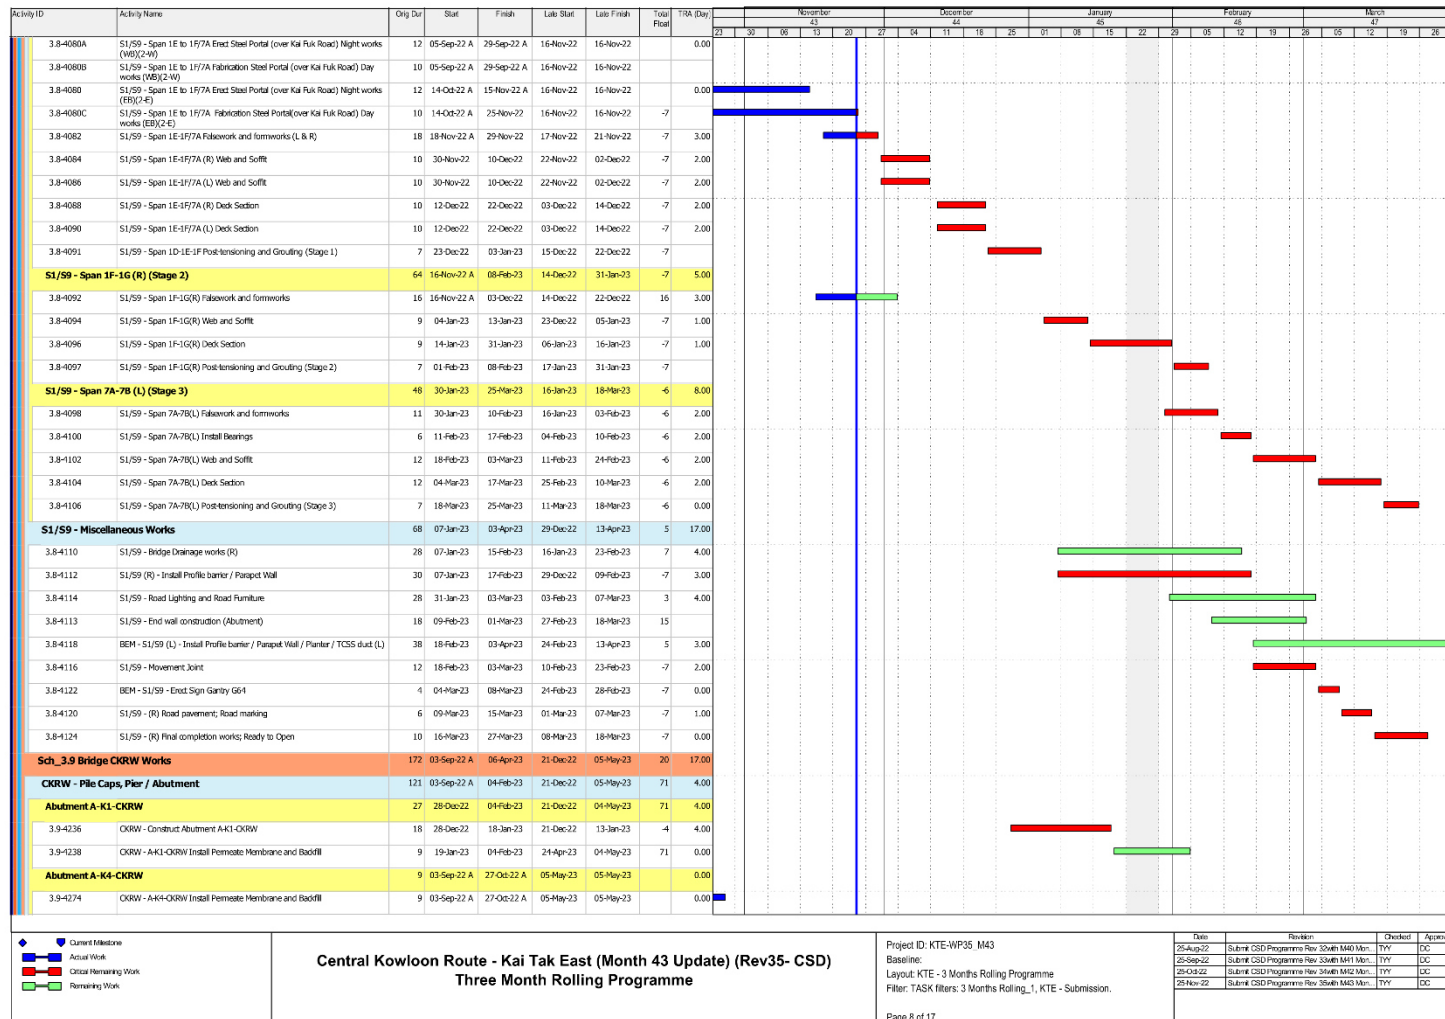 Activity ID Activity Name Orig Dur Start Finish Late Start Late Finish Total Float TRA (Day) November December January February March
43 44 45 46 47
23 30 06 13 20 27 04 11 18 25 01 08 15 22 29 05 12 19 26 05 12 19 26
3.8-4080A S1/S9 - Span 1E to 1F/7A Erect Steel Portal (over Kai Fuk Road) Night works (WB)(2-W) 12 05-Sep-22 A 29-Sep-22 A 16-Nov-22 16-Nov-22 0.00
3.8-4080B S1/S9 - Span 1E to 1F/7A Fabrication Steel Portal (over Kai Fuk Road) Day works (WB)(2-W) 10 05-Sep-22 A 29-Sep-22 A 16-Nov-22 16-Nov-22
3.8-4080 S1/S9 - Span 1E to 1F/7A Erect Steel Portal (over Kai Fuk Road) Night works (EB)(2-E) 12 14-Oct-22 A 15-Nov-22 A 16-Nov-22 16-Nov-22 0.00
3.8-4080C S1/S9 - Span 1E to 1F/7A Fabrication Steel Portal(over Kai Fuk Road) Day works (EB)(2-E) 10 14-Oct-22 A 25-Nov-22 16-Nov-22 16-Nov-22 -7
3.8-4082 S1/S9 - Span 1E-1F/7A Falsework and formworks (L & R) 18 18-Nov-22 A 29-Nov-22 17-Nov-22 21-Nov-22 -7 3.00
3.8-4084 S1/S9 - Span 1E-1F/7A (R) Web and Soffit 10 30-Nov-22 10-Dec-22 22-Nov-22 02-Dec-22 -7 2.00
3.8-4086 S1/S9 - Span 1E-1F/7A (L) Web and Soffit 10 30-Nov-22 10-Dec-22 22-Nov-22 02-Dec-22 -7 2.00
3.8-4088 S1/S9 - Span 1E-1F/7A (R) Deck Section 10 12-Dec-22 22-Dec-22 03-Dec-22 14-Dec-22 -7 2.00
3.8-4090 S1/S9 - Span 1E-1F/7A (L) Deck Section 10 12-Dec-22 22-Dec-22 03-Dec-22 14-Dec-22 -7 2.00
3.8-4091 S1/S9 - Span 1D-1E-1F Post-tensioning and Grouting (Stage 1) 7 23-Dec-22 03-Jan-23 15-Dec-22 22-Dec-22 -7
S1/S9 - Span 1F-1G (R) (Stage 2) 64 16-Nov-22 A 08-Feb-23 14-Dec-22 31-Jan-23 -7 5.00
3.8-4092 S1/S9 - Span 1F-1G(R) Falsework and formworks 16 16-Nov-22 A 03-Dec-22 14-Dec-22 22-Dec-22 16 3.00
3.8-4094 S1/S9 - Span 1F-1G(R) Web and Soffit 9 04-Jan-23 13-Jan-23 23-Dec-22 05-Jan-23 -7 1.00
3.8-4096 S1/S9 - Span 1F-1G(R) Deck Section 9 14-Jan-23 31-Jan-23 06-Jan-23 16-Jan-23 -7 1.00
3.8-4097 S1/S9 - Span 1F-1G(R) Post-tensioning and Grouting (Stage 2) 7 01-Feb-23 08-Feb-23 17-Jan-23 31-Jan-23 -7
S1/S9 - Span 7A-7B (L) (Stage 3) 48 30-Jan-23 25-Mar-23 16-Jan-23 18-Mar-23 -6 8.00
3.8-4098 S1/S9 - Span 7A-7B(L) Falsework and formworks 11 30-Jan-23 10-Feb-23 16-Jan-23 03-Feb-23 -6 2.00
3.8-4100 S1/S9 - Span 7A-7B(L) Install Bearings 6 11-Feb-23 17-Feb-23 04-Feb-23 10-Feb-23 -6 2.00
3.8-4102 S1/S9 - Span 7A-7B(L) Web and Soffit 12 18-Feb-23 03-Mar-23 11-Feb-23 24-Feb-23 -6 2.00
3.8-4104 S1/S9 - Span 7A-7B(L) Deck Section 12 04-Mar-23 17-Mar-23 25-Feb-23 10-Mar-23 -6 2.00
3.8-4106 S1/S9 - Span 7A-7B(L) Post-tensioning and Grouting (Stage 3) 7 18-Mar-23 25-Mar-23 11-Mar-23 18-Mar-23 -6 0.00
S1/S9 - Miscellaneous Works 68 07-Jan-23 03-Apr-23 29-Dec-22 13-Apr-23 5 17.00
3.8-4110 S1/S9 - Bridge Drainage works (R) 28 07-Jan-23 15-Feb-23 16-Jan-23 23-Feb-23 7 4.00
3.8-4112 S1/S9 (R) - Install Profile barrier / Parapet Wall 30 07-Jan-23 17-Feb-23 29-Dec-22 09-Feb-23 -7 3.00
3.8-4114 S1/S9 - Road Lighting and Road Furniture 28 31-Jan-23 03-Mar-23 03-Feb-23 07-Mar-23 3 4.00
3.8-4113 S1/S9 - End wall construction (Abutment) 18 09-Feb-23 01-Mar-23 27-Feb-23 18-Mar-23 15
3.8-4118 BEM - S1/S9 (L) - Install Profile barrier / Parapet Wall / Planter / TCSS duct (L) 38 18-Feb-23 03-Apr-23 24-Feb-23 13-Apr-23 5 3.00
3.8-4116 S1/S9 - Movement Joint 12 18-Feb-23 03-Mar-23 10-Feb-23 23-Feb-23 -7 2.00
3.8-4122 BEM - S1/S9 - Erect Sign Gantry G64 4 04-Mar-23 08-Mar-23 24-Feb-23 28-Feb-23 -7 0.00
3.8-4120 S1/S9 - (R) Road pavement; Road marking 6 09-Mar-23 15-Mar-23 01-Mar-23 07-Mar-23 -7 1.00
3.8-4124 S1/S9 - (R) Final completion works; Ready to Open 10 16-Mar-23 27-Mar-23 08-Mar-23 18-Mar-23 -7 0.00
Sch_3.9 Bridge CKRW Works 172 03-Sep-22 A 06-Apr-23 21-Dec-22 05-May-23 20 17.00
CKRW - Pile Caps, Pier / Abutment 121 03-Sep-22 A 04-Feb-23 21-Dec-22 05-May-23 71 4.00
Abutment A-K1-CKRW 27 28-Dec-22 04-Feb-23 21-Dec-22 04-May-23 71 4.00
3.9-4236 CKRW - Construct Abutment A-K1-CKRW 18 28-Dec-22 18-Jan-23 21-Dec-22 13-Jan-23 -4 4.00
3.9-4238 CKRW - A-K1-CKRW Install Permeate Membrane and Backfill 9 19-Jan-23 04-Feb-23 24-Apr-23 04-May-23 71 0.00
Abutment A-K4-CKRW 9 03-Sep-22 A 27-Oct-22 A 05-May-23 05-May-23 0.00
3.9-4274 CKRW - A-K4-CKRW Install Permeate Membrane and Backfill 9 03-Sep-22 A 27-Oct-22 A 05-May-23 05-May-23 0.00
Current Milestone
Actual Work
Critical Remaining Work
Remaining Work
Central Kowloon Route - Kai Tak East (Month 43 Update) (Rev35- CSD)
Three Month Rolling Programme
Project ID: KTE-WP35_M43
Baseline:
Layout: KTE - 3 Months Rolling Programme
Filter: TASK filters: 3 Months Rolling_1, KTE - Submission.
Page 8 of 17
Date Revision Checked Approv
25-Aug-22 Submit CSD Programme Rev 32with M40 Mon... TYY DC
25-Sep-22 Submit CSD Programme Rev 33with M41 Mon... TYY DC
25-Oct-22 Submit CSD Programme Rev 34with M42 Mon... TYY DC
25-Nov-22 Submit CSD Programme Rev 35with M43 Mon... TYY DC